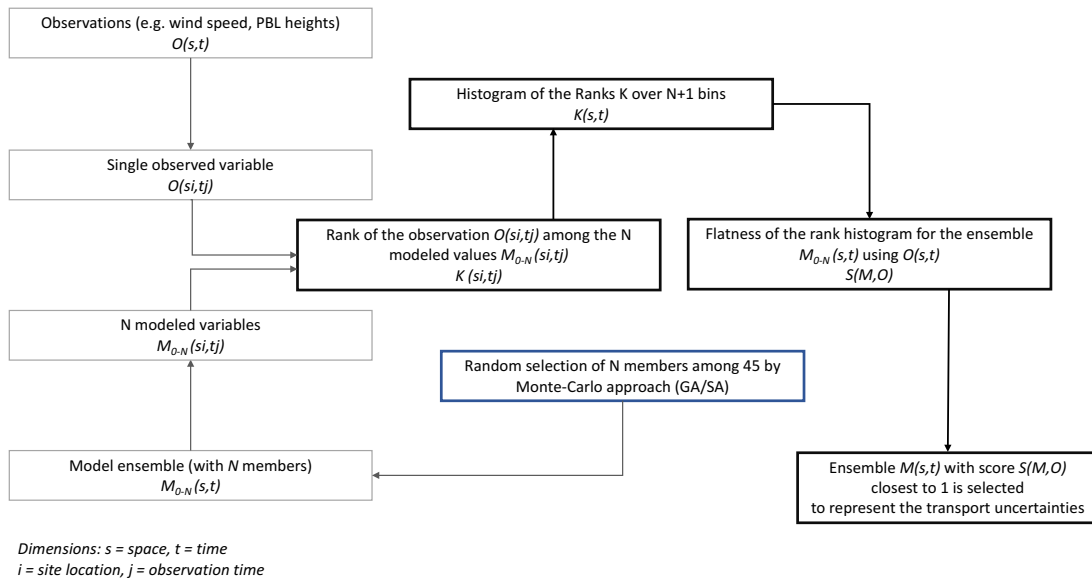 Observations (e.g. wind speed, PBL heights)
O(s,t)
Histogram of the Ranks K over N+1 bins
K(s,t)
Single observed variable
O(si,tj)
Rank of the observation O(si,tj) among the N
modeled values M0-N(si,tj)
K (si,tj)
Flatness of the rank histogram for the ensemble
M0-N(s,t) using O(s,t)
S(M,O)
N modeled variables
M0-N(si,tj)
Random selection of N members among 45 by
Monte-Carlo approach (GA/SA)
Model ensemble (with N members)
M0-N(s,t)
Ensemble M(s,t) with score S(M,O)
closest to 1 is selected
to represent the transport uncertainties
Dimensions: s = space, t = time
i = site location, j = observation time